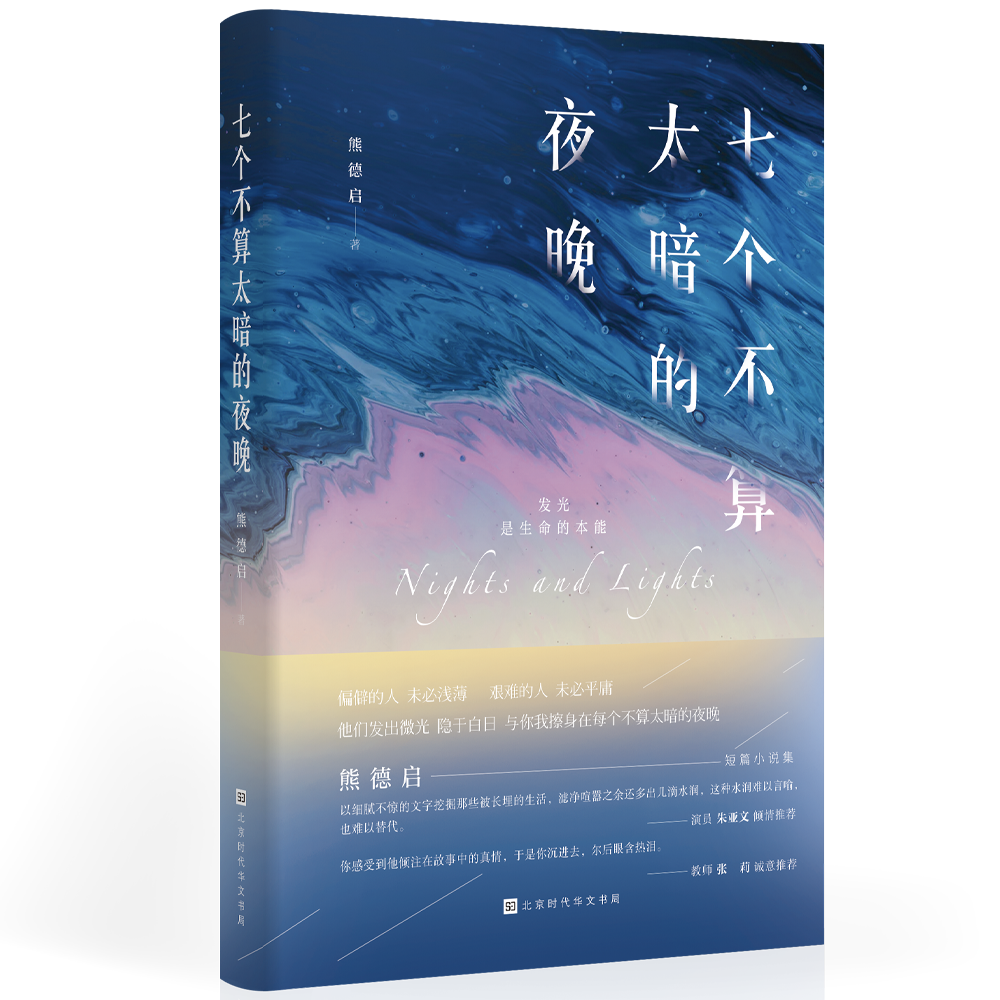 七个不算太暗的夜晚
熊德启
著
北京时代华文书局
七个不算
太暗的
夜晚
熊德启
著
发光
是生命的本能
Nights and Lights
偏僻的人 未必浅薄 艰难的人 未必平庸
他们发出微光 隐于白日 与你我擦身在每个不算太暗的夜晚
熊德启
短篇小说集
以细腻不惊的文字挖掘那些被长埋的生活，滤净喧嚣之余还多出几滴水润，这种水润难以言喻，
也难以替代。
演员 朱亚文 倾情推荐
你感受到他倾注在故事中的真情，于是你沉进去，尔后眼含热泪。
教师 张 莉 诚意推荐
北京时代华文书局